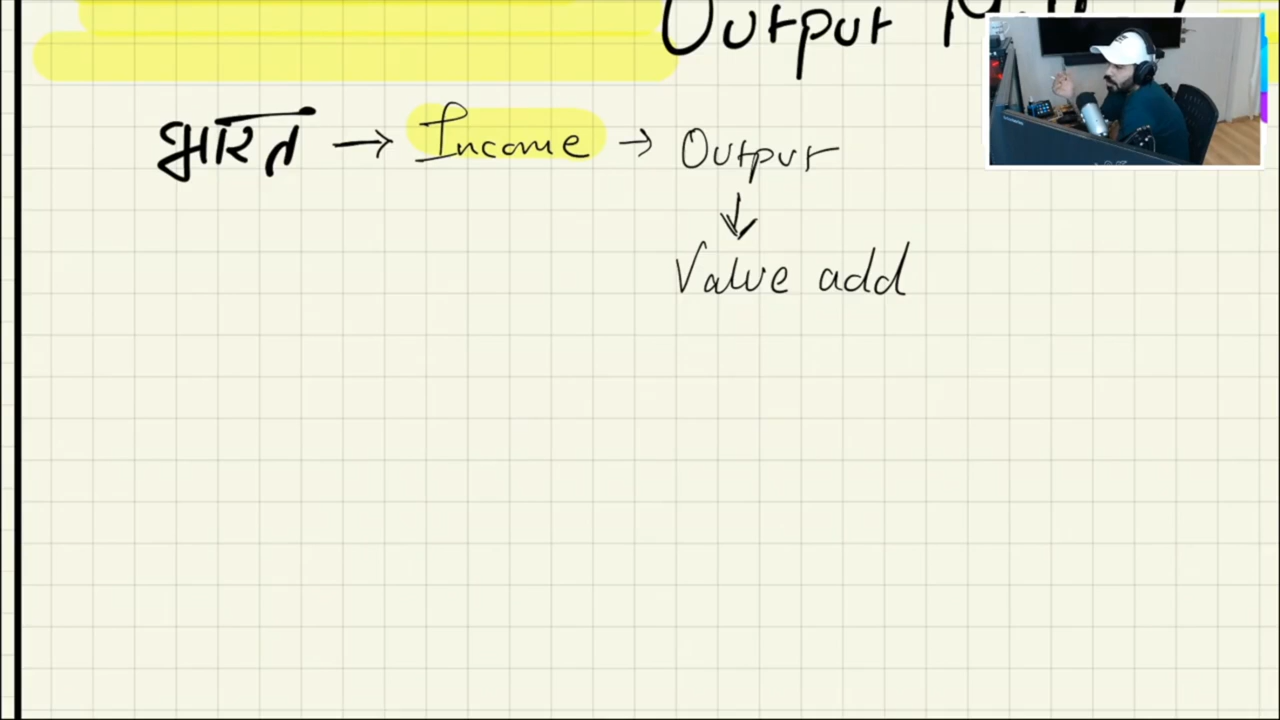 Output
भारत → Income → Output
↓
Value add